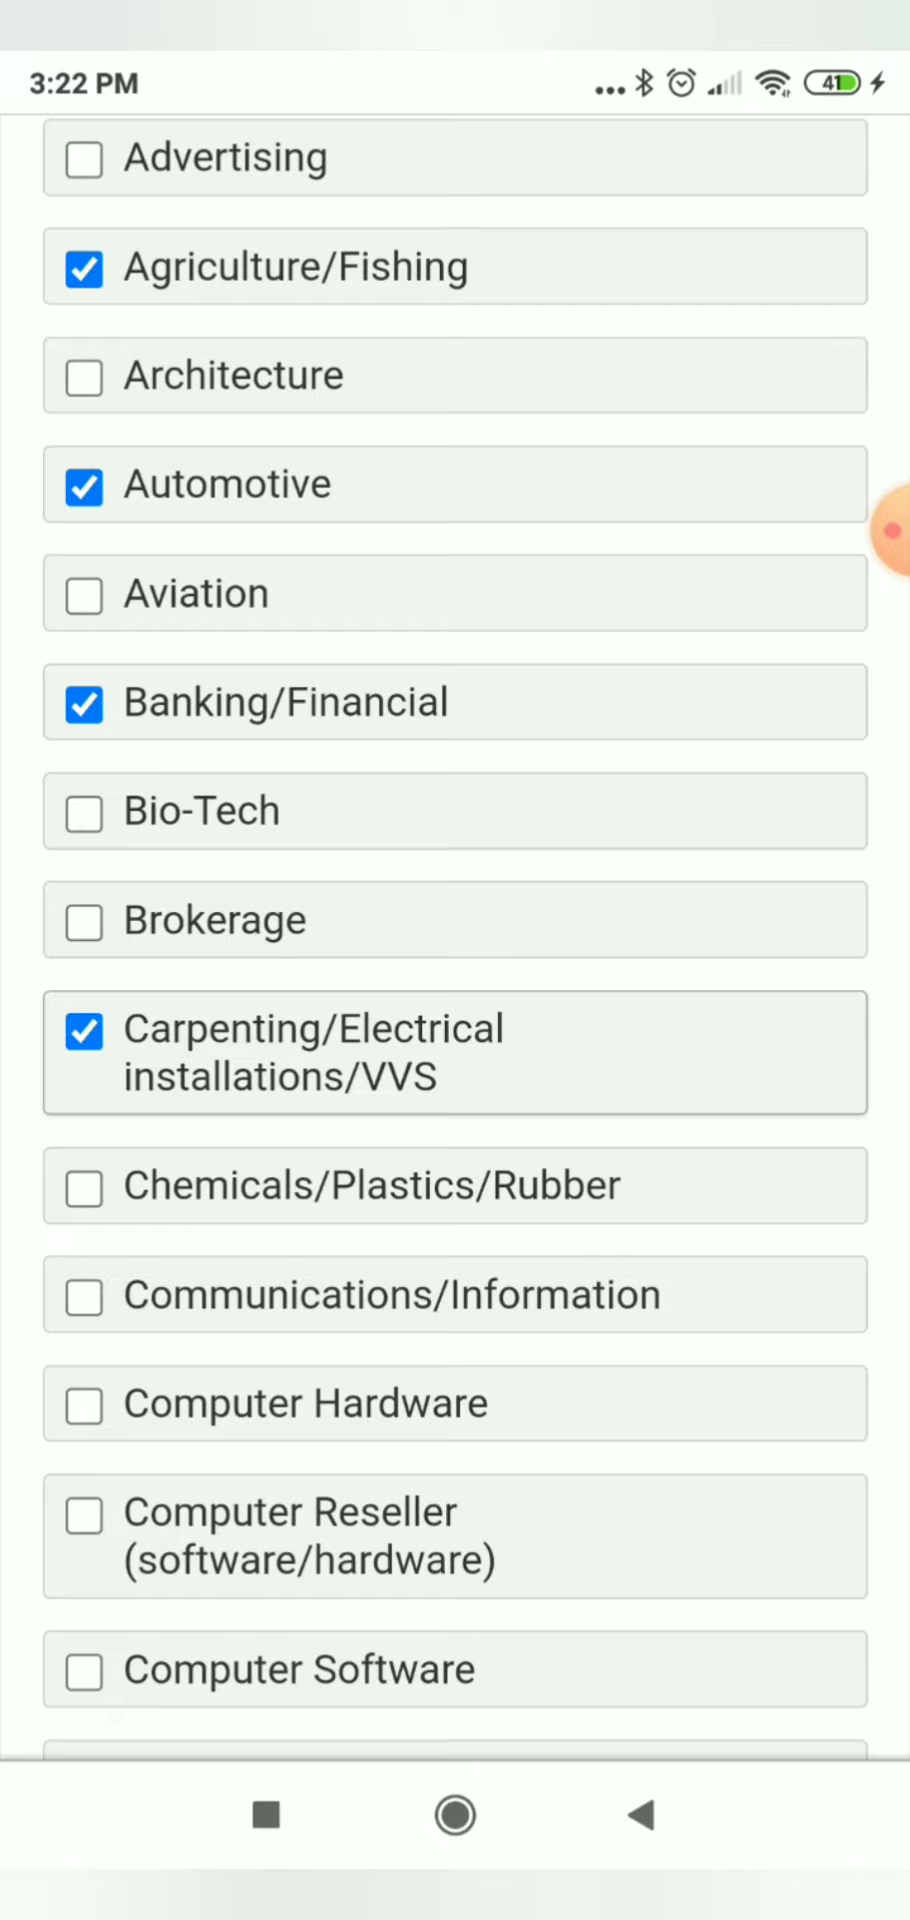 3:22 PM
41
Advertising
Agriculture/Fishing
Architecture
Automotive
Aviation
Banking/Financial
Bio-Tech
Brokerage
Carpenting/Electrical
installations/VVS
Chemicals/Plastics/Rubber
Communications/Information
Computer Hardware
Computer Reseller
(software/hardware)
Computer Software